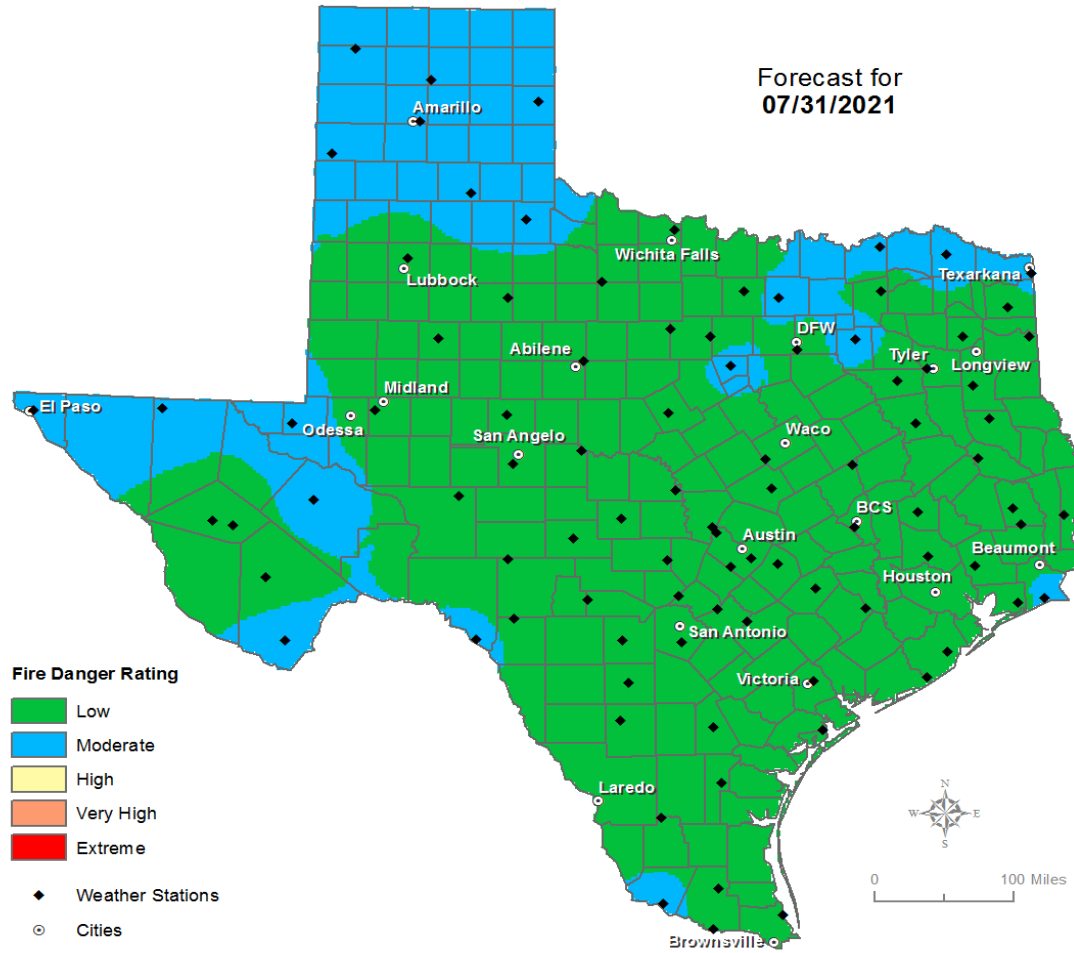 Forecast for
07/31/2021
Amarillo
Wichita Falls
Lubbock
Texarkana
DFW
Abilene
Tyler
Longview
Midland
El Paso
Odessa
San Angelo
Waco
BCS
Austin
Beaumont
Houston
San Antonio
Victoria
Laredo
Brownsville
Fire Danger Rating
Low
Moderate
High
Very High
Extreme
Weather Stations
Cities
N
W E
S
0 100 Miles